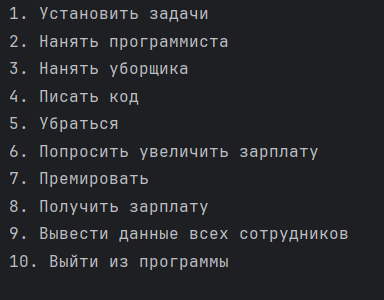 1. Установить задачи
2. Нанять программиста
3. Нанять уборщика
4. Писать код
5. Убраться
6. Попросить увеличить зарплату
7. Премировать
8. Получить зарплату
9. Вывести данные всех сотрудников
10. Выйти из программы